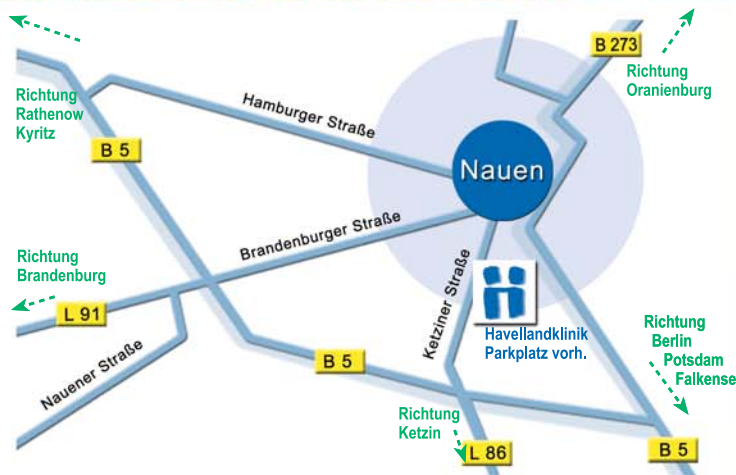 B 273
Richtung
Oranienburg
Richtung
Rathenow
Kyritz
Hamburger Straße
B 5
Nauen
Brandenburger Straße
Richtung
Brandenburg
Ketziner Straße
L 91
Havellandklinik
Parkplatz vorh.
Richtung
Berlin
Potsdam
Falkense
Nauener Straße
B 5
Richtung
Ketzin
L 86
B 5